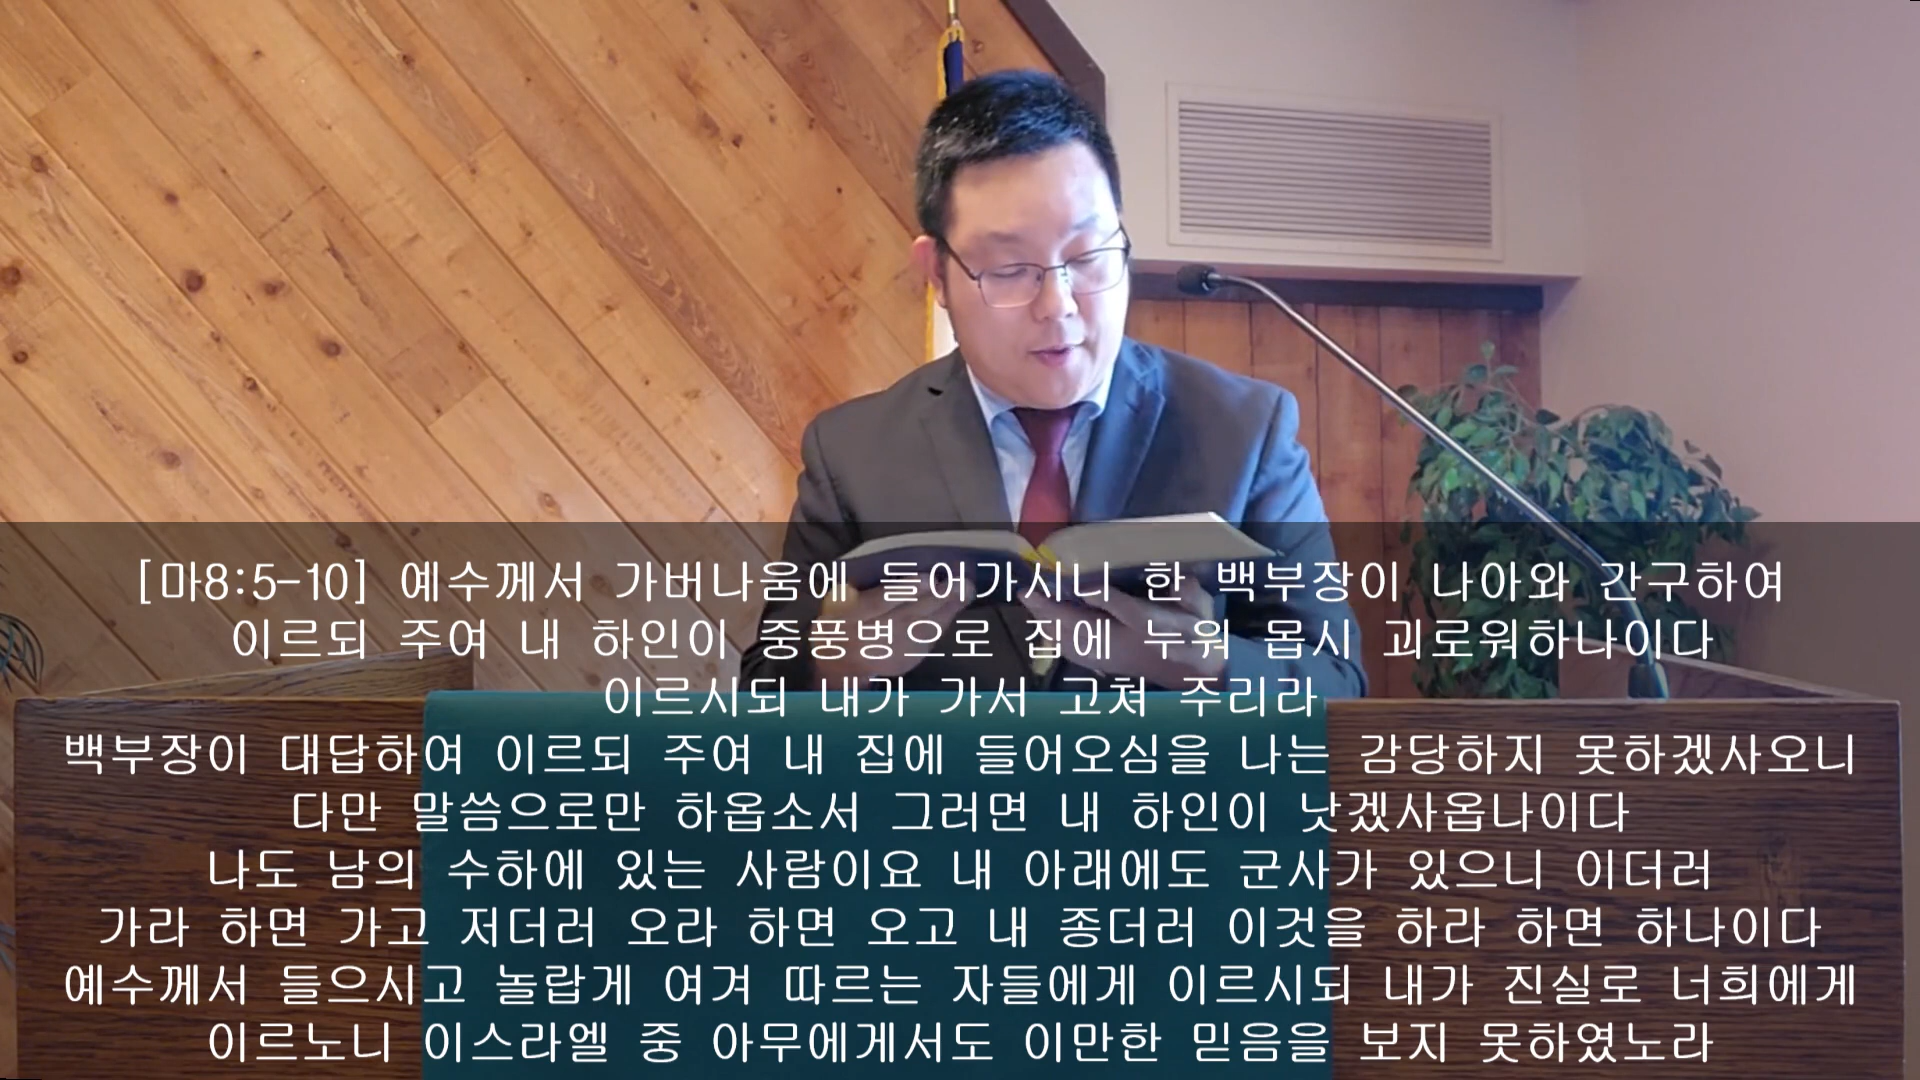 [마8:5-10] 예수께서 가버나움에 들어가시니 한 백부장이 나아와 간구하여
이르되 주여 내 하인이 중풍병으로 집에 누워 몹시 괴로워하나이다
이르시되 내가 가서 고쳐 주리라
백부장이 대답하여 이르되 주여 내 집에 들어오심을 나는 감당하지 못하겠사오니
다만 말씀으로만 하옵소서 그러면 내 하인이 낫겠사옵나이다
나도 남의 수하에 있는 사람이요 내 아래에도 군사가 있으니 이더러
가라 하면 가고 저더러 오라 하면 오고 내 종더러 이것을 하라 하면 하나이다
예수께서 들으시고 놀랍게 여겨 따르는 자들에게 이르시되 내가 진실로 너희에게
이르노니 이스라엘 중 아무에게서도 이만한 믿음을 보지 못하였노라